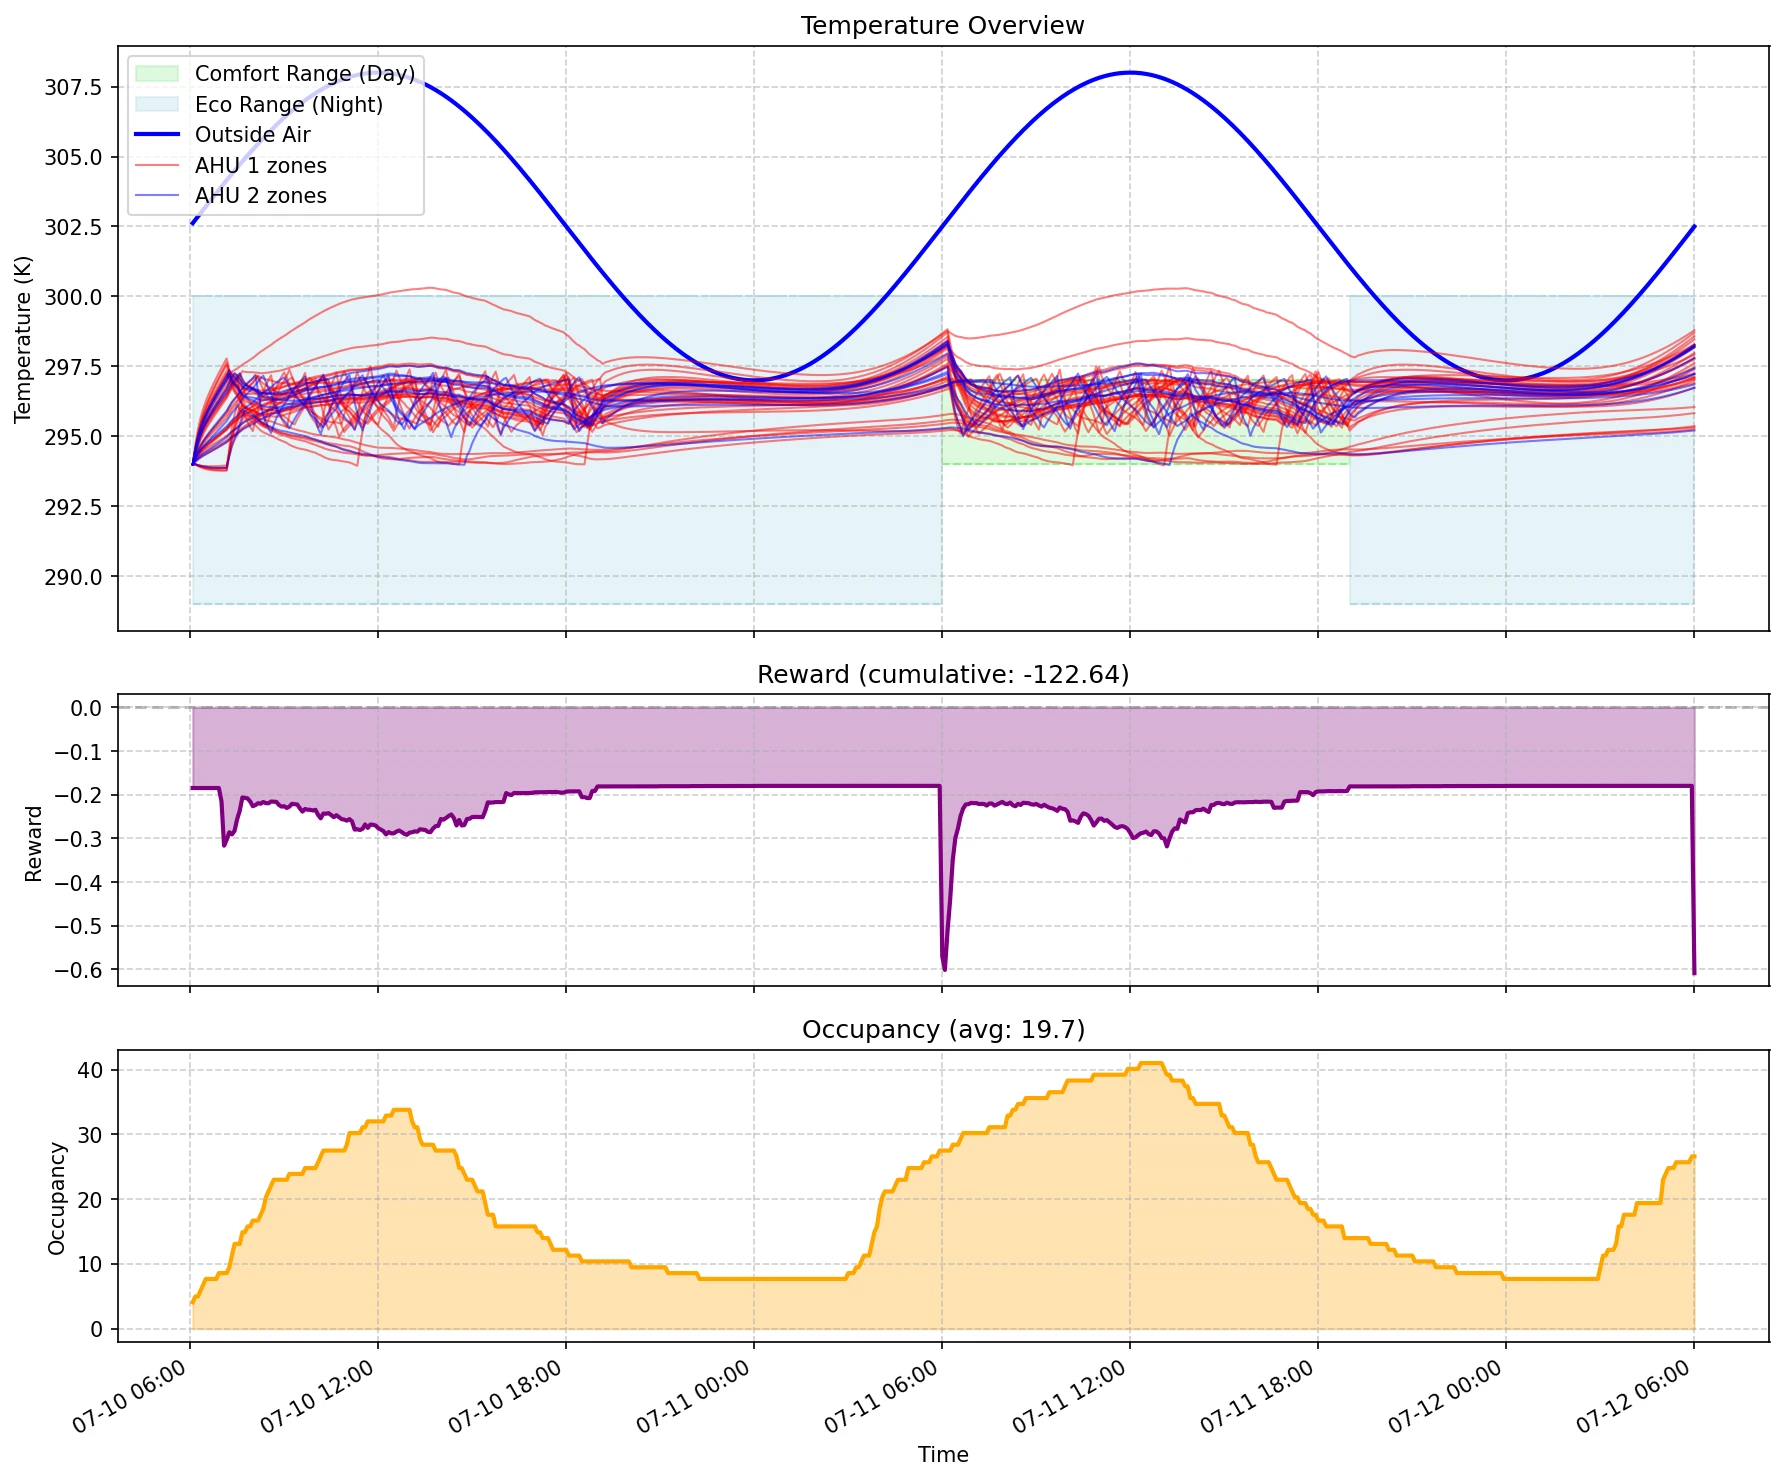 Temperature Overview
Comfort Range (Day)
Eco Range (Night)
Outside Air
AHU 1 zones
AHU 2 zones
307.5
305.0
302.5
300.0
297.5
295.0
292.5
290.0
Temperature (K)
Reward (cumulative: -122.64)
0.0
−0.1
−0.2
−0.3
−0.4
−0.5
−0.6
Reward
Occupancy (avg: 19.7)
40
30
20
10
0
Occupancy
07-10 06:00
07-10 12:00
07-10 18:00
07-11 00:00
07-11 06:00
07-11 12:00
07-11 18:00
07-12 00:00
07-12 06:00
Time